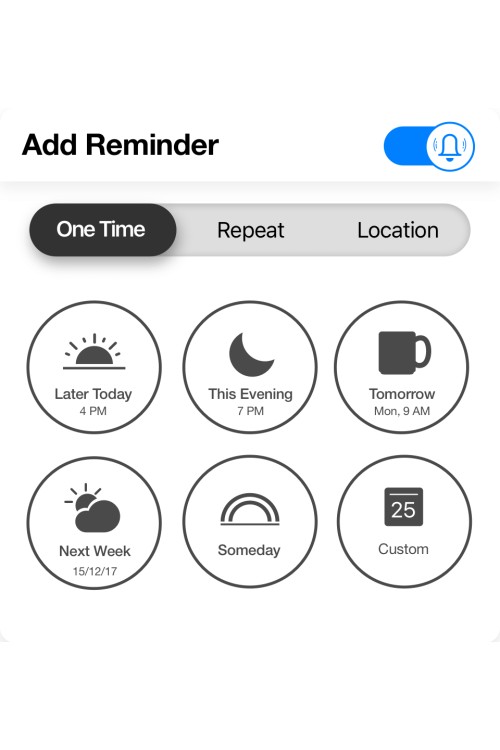 Add Reminder
One Time Repeat Location
Later Today
4 PM
This Evening
7 PM
Tomorrow
Mon, 9 AM
Next Week
15/12/17
Someday
25
Custom